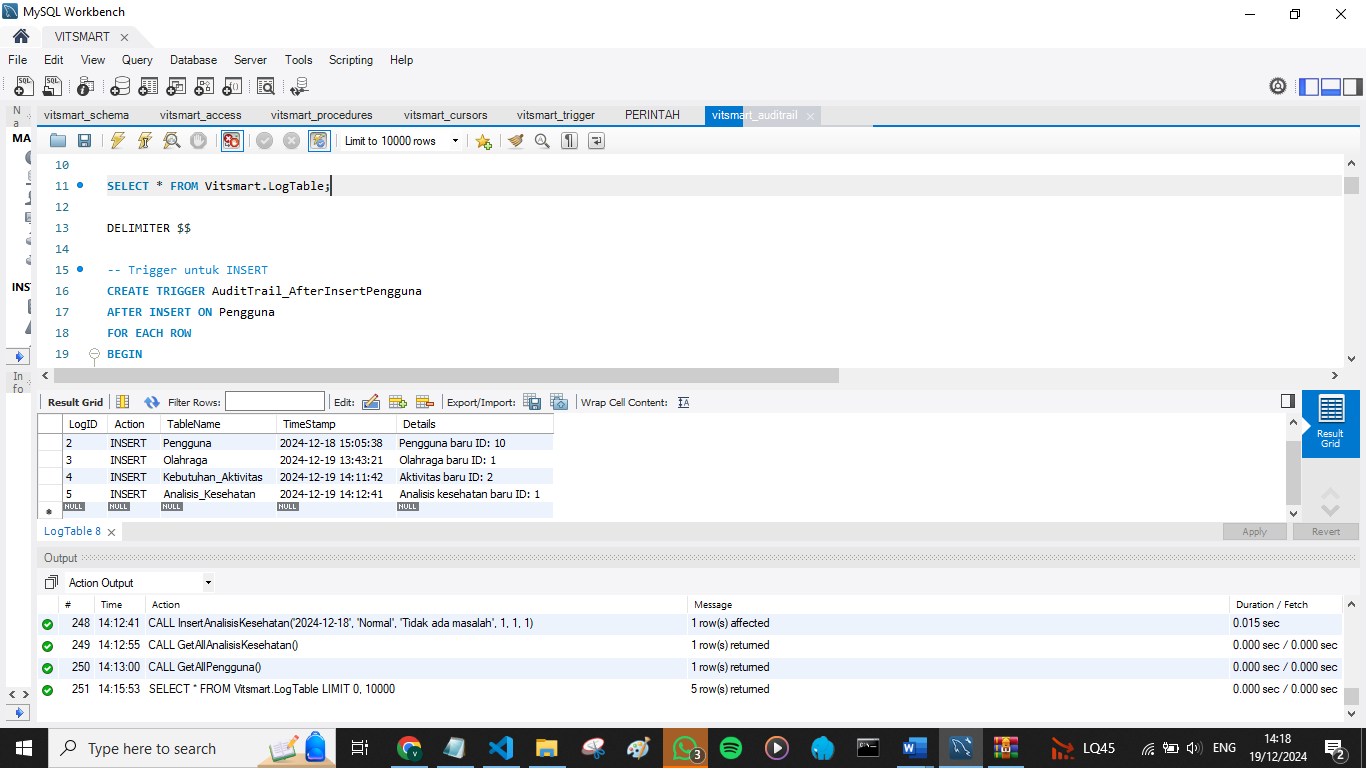 MySQL Workbench
VITSMART
File Edit View Query Database Server Tools Scripting Help
Na
vitsmart_schema vitsmart_access vitsmart_procedures vitsmart_cursors vitsmart_trigger PERINTAH vitsmart_auditrail
MA
Limit to 10000 rows
10
11 SELECT * FROM Vitsmart.LogTable;
12
13 DELIMITER $$
14
15 -- Trigger untuk INSERT
16 CREATE TRIGGER AuditTrail_AfterInsertPengguna
17 AFTER INSERT ON Pengguna
18 FOR EACH ROW
19 BEGIN
INS
Info
Result Grid Filter Rows: Edit: Export/Import: Wrap Cell Content:
Result Grid
LogID Action TableName TimeStamp Details
2 INSERT Pengguna 2024-12-18 15:05:38 Pengguna baru ID: 10
3 INSERT Olahraga 2024-12-19 13:43:21 Olahraga baru ID: 1
4 INSERT Kebutuhan_Aktivitas 2024-12-19 14:11:42 Aktivitas baru ID: 2
5 INSERT Analisis_Kesehatan 2024-12-19 14:12:41 Analisis kesehatan baru ID: 1
NULL NULL NULL NULL NULL
LogTable 8 Apply Revert
Output
Action Output
# Time Action Message Duration / Fetch
248 14:12:41 CALL InsertAnalisisKesehatan('2024-12-18', 'Normal', 'Tidak ada masalah', 1, 1, 1) 1 row(s) affected 0.015 sec
249 14:12:55 CALL GetAllAnalisisKesehatan() 1 row(s) returned 0.000 sec / 0.000 sec
250 14:13:00 CALL GetAllPengguna() 1 row(s) returned 0.000 sec / 0.000 sec
251 14:15:53 SELECT * FROM Vitsmart.LogTable LIMIT 0, 10000 5 row(s) returned 0.000 sec / 0.000 sec
Type here to search
3
LQ45
ENG
14:18
19/12/2024
2